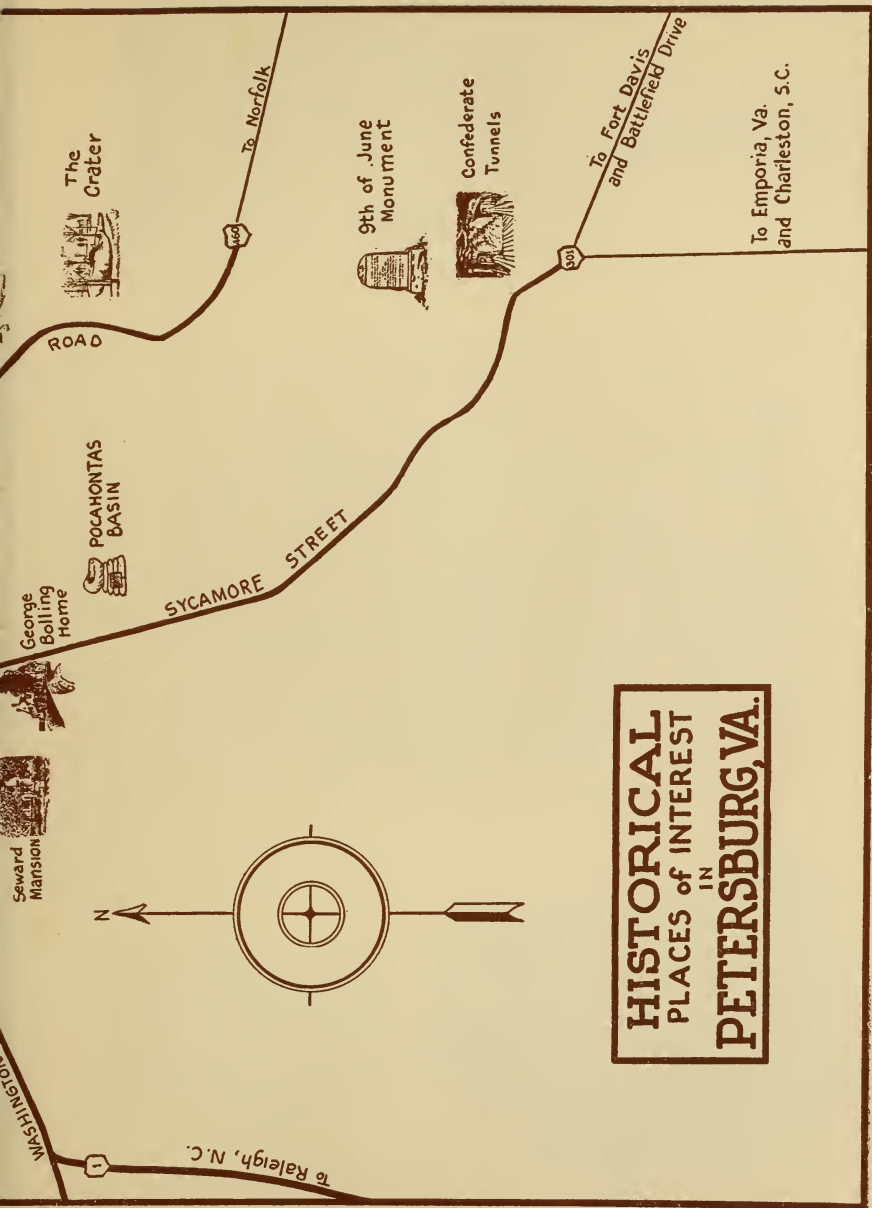 WASHINGTON
Seward
Mansion
George
Bolling
Home
ROAD
The
Crater
1
N
POCAHONTAS
BASIN
To Raleigh, N.C.
SYCAMORE STREET
460
To Norfolk
9th of June
Monument
Confederate
Tunnels
301
To Fort Davis
and Battlefield Drive
To Emporia, Va.
and Charleston, S.C.
HISTORICAL
PLACES of INTEREST
IN
PETERSBURG, VA.